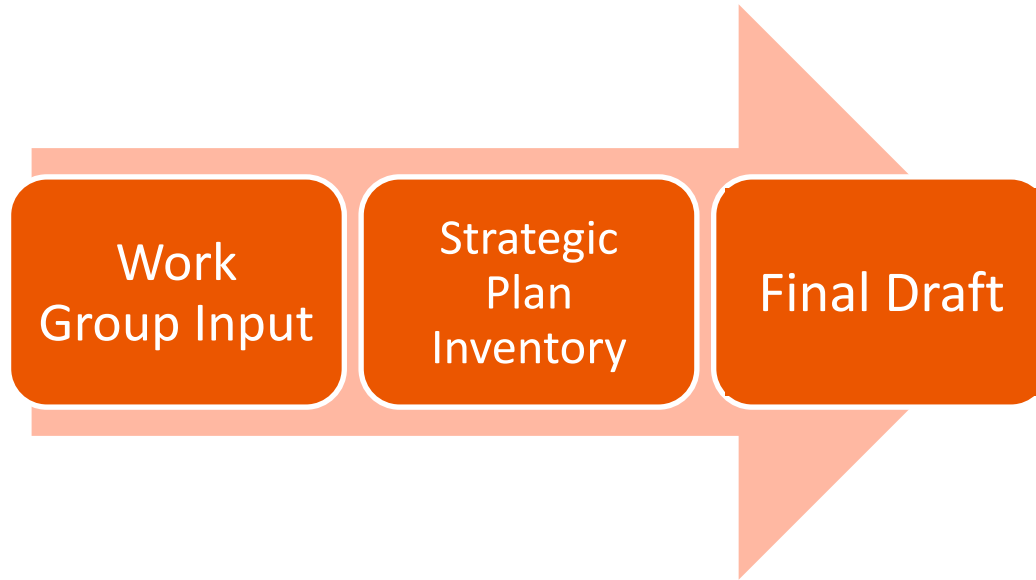 Work
Group Input
Strategic
Plan
Inventory
Final Draft